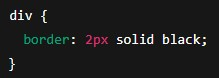 div {
  border: 2px solid black;
}